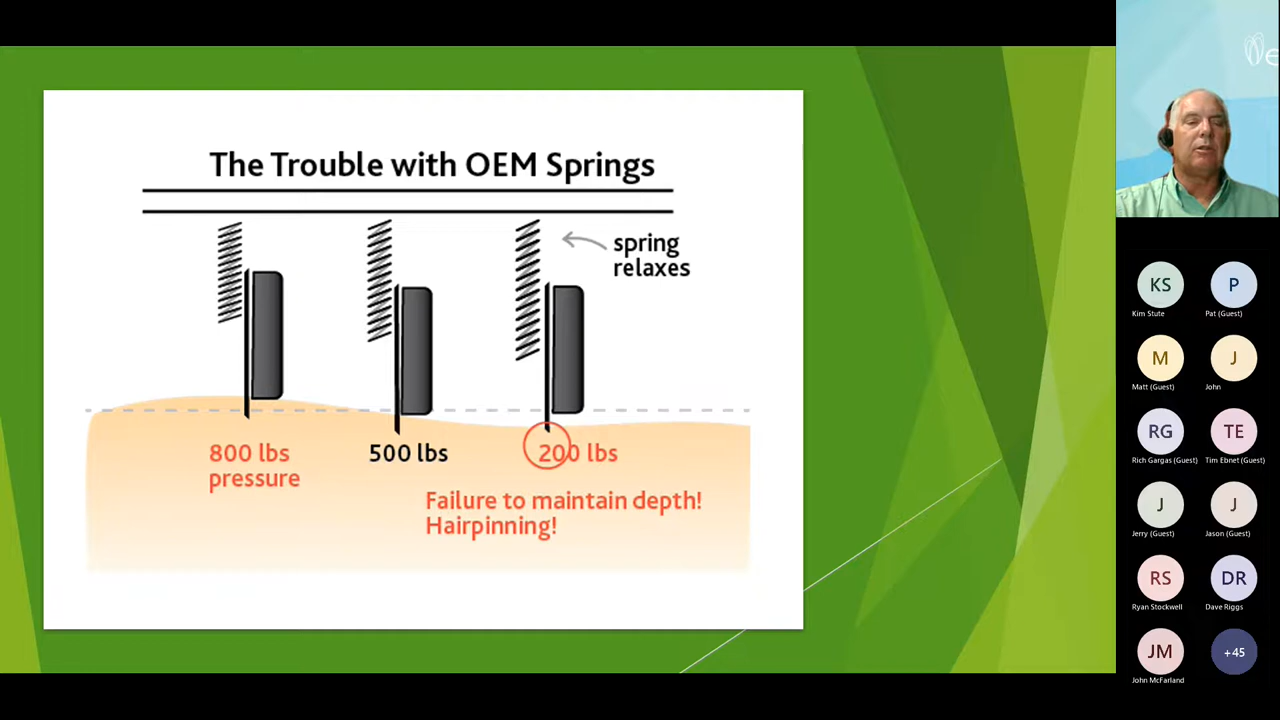 The Trouble with OEM Springs
spring
relaxes
800 lbs
pressure
500 lbs
200 lbs
Failure to maintain depth!
Hairpinning!
KS
Kim Stute
P
Pat (Guest)
M
Matt (Guest)
J
John
RG
Rich Gargas (Guest)
TE
Tim Ebnet (Guest)
J
Jerry (Guest)
J
Jason (Guest)
RS
Ryan Stockwell
DR
Dave Riggs
JM
John McFarland
+45